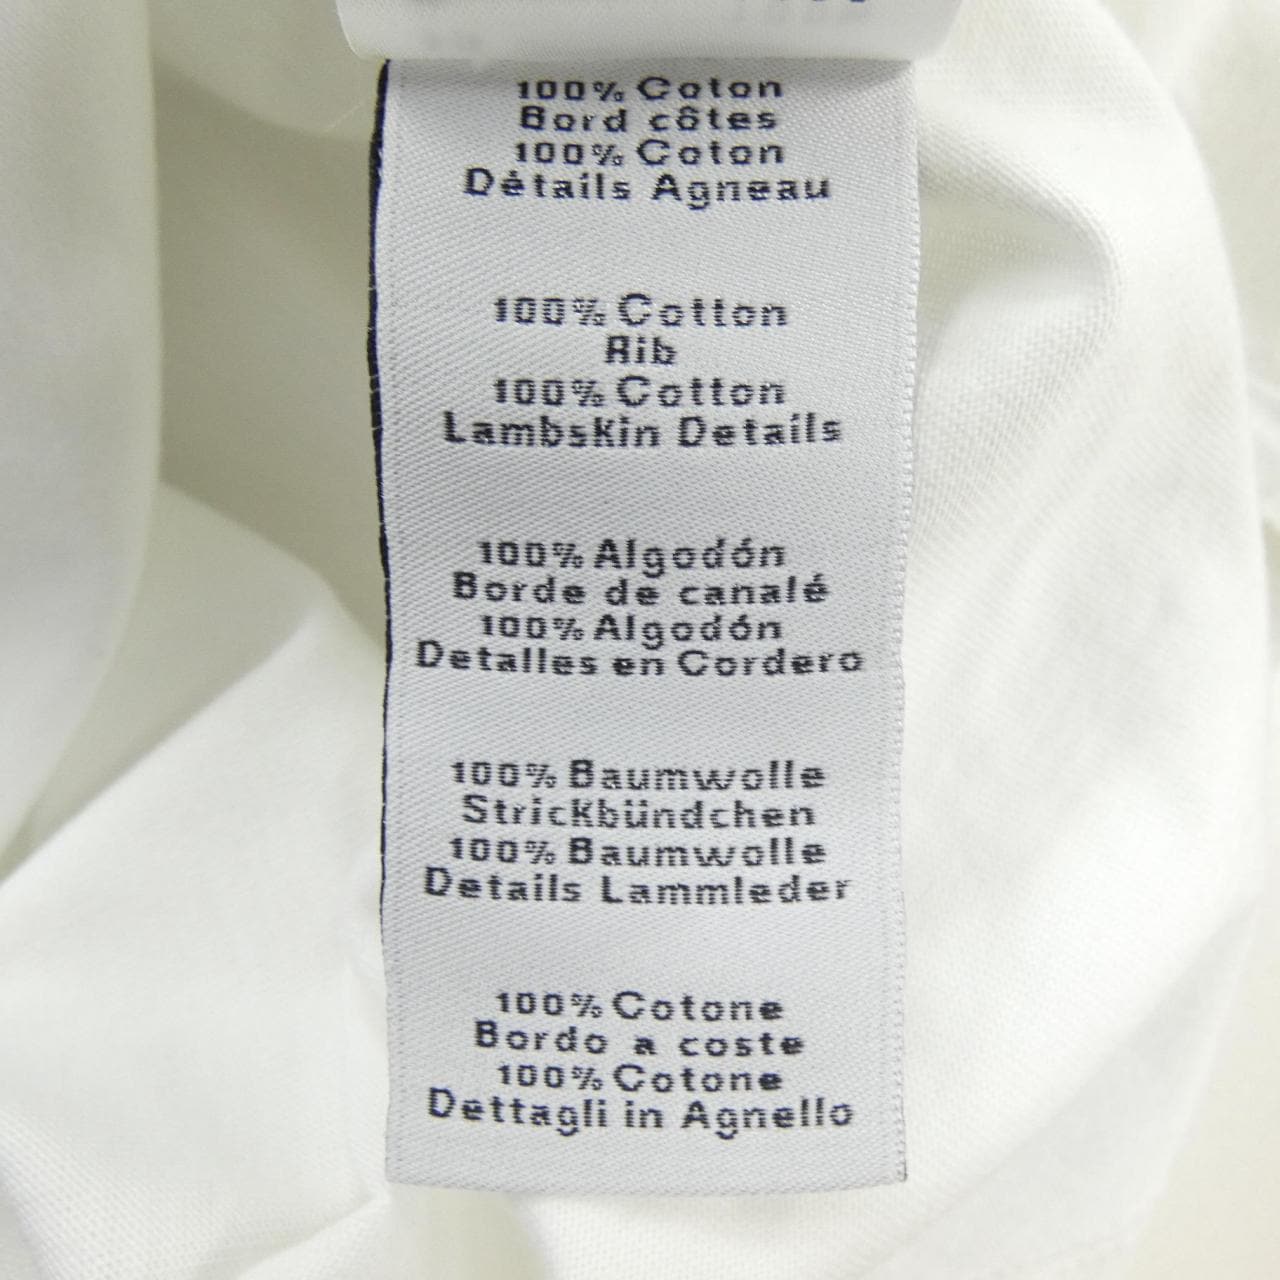 100% Coton
Bord côtes
100% Coton
Détails Agneau
100% Cotton
Rib
100% Cotton
Lambskin Details
100% Algodón
Borde de canalé
100% Algodón
Detalles en Cordero
100% Baumwolle
Strickbündchen
100% Baumwolle
Details Lammleder
100% Cotone
Bordo a coste
100% Cotone
Dettagli in Agnello